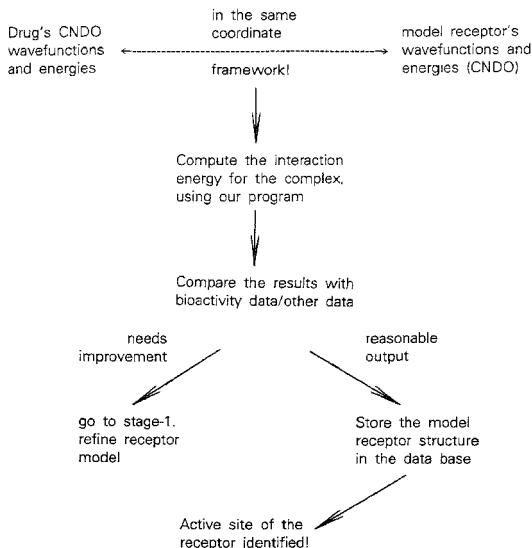 Drug's CNDO
wavefunctions
and energies
in the same
coordinate
framework!
model receptor's
wavefunctions and
energies (CNDO)
Compute the interaction
energy for the complex,
using our program
Compare the results with
bioactivity data/other data
needs
improvement
reasonable
output
go to stage-1.
refine receptor
model
Store the model
receptor structure
in the data base
Active site of the
receptor identified!